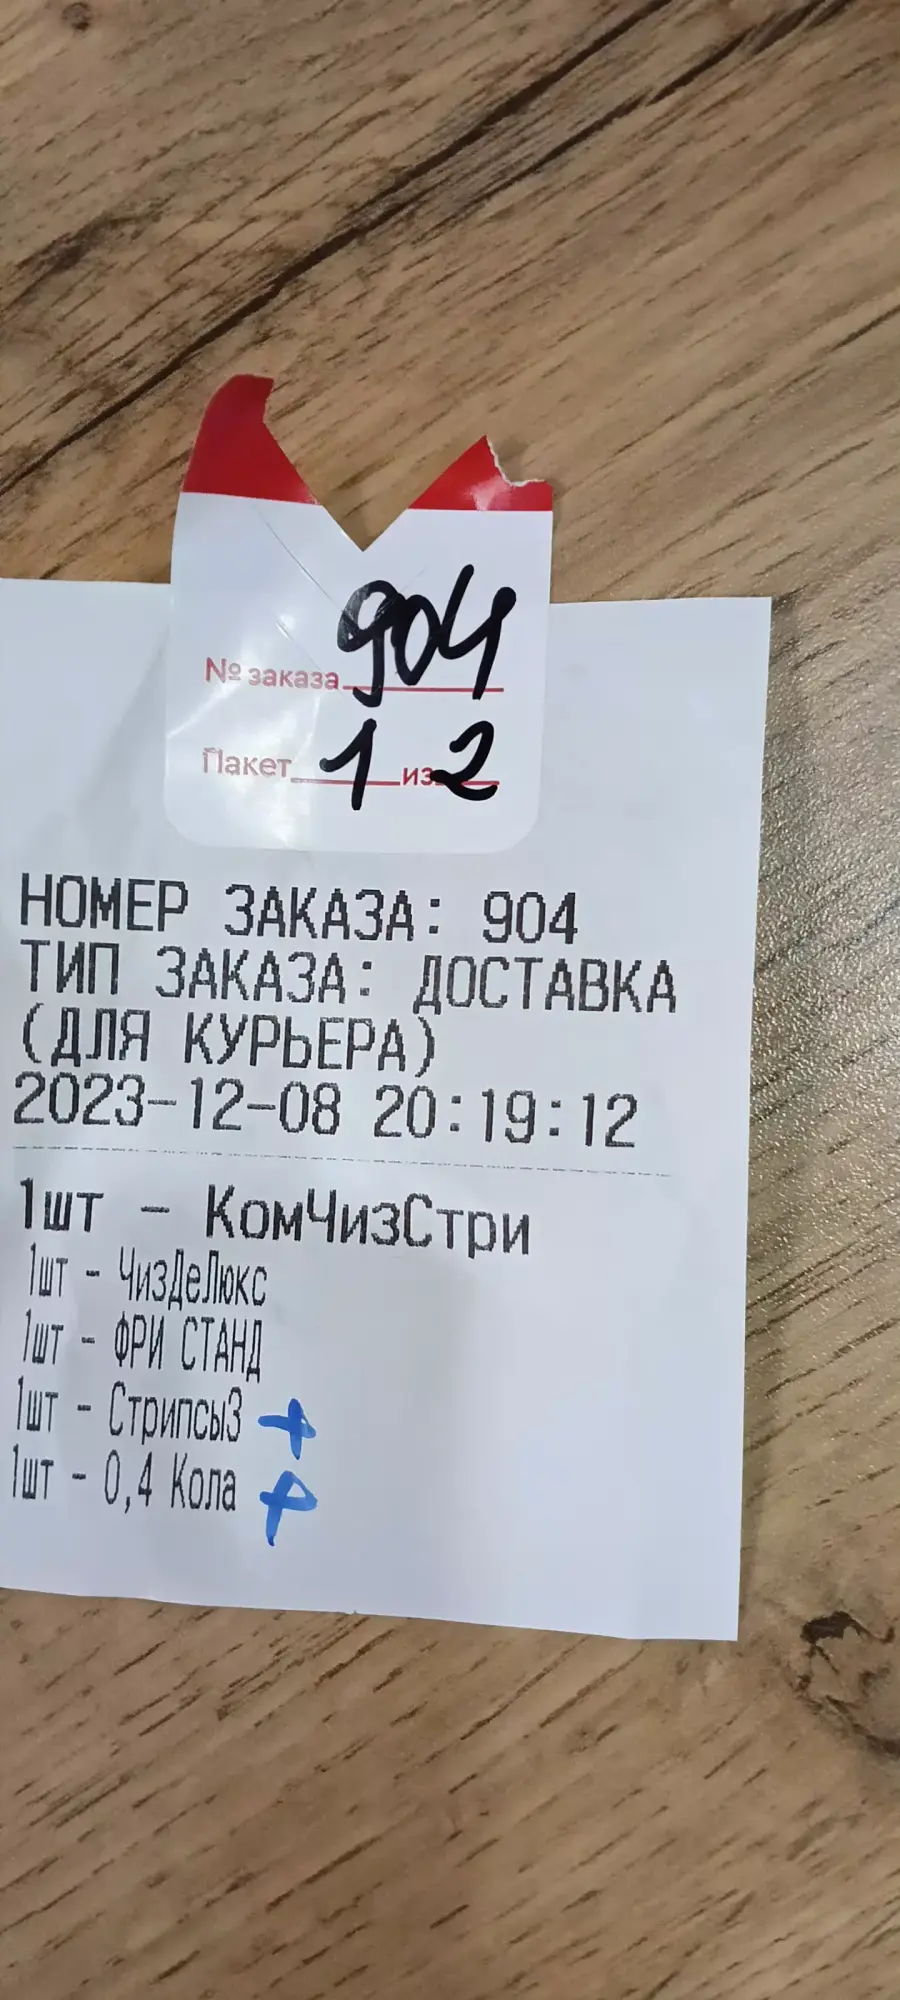 № заказа 904
Пакет 1 из 2
НОМЕР ЗАКАЗА: 904
ТИП ЗАКАЗА: ДОСТАВКА
(ДЛЯ КУРЬЕРА)
2023-12-08 20:19:12
1шт - КомЧизСтри
1шт - ЧизДеЛюкс
1шт - ФРИ СТАНД
1шт - Стрипсы3 +
1шт - 0,4 Кола +